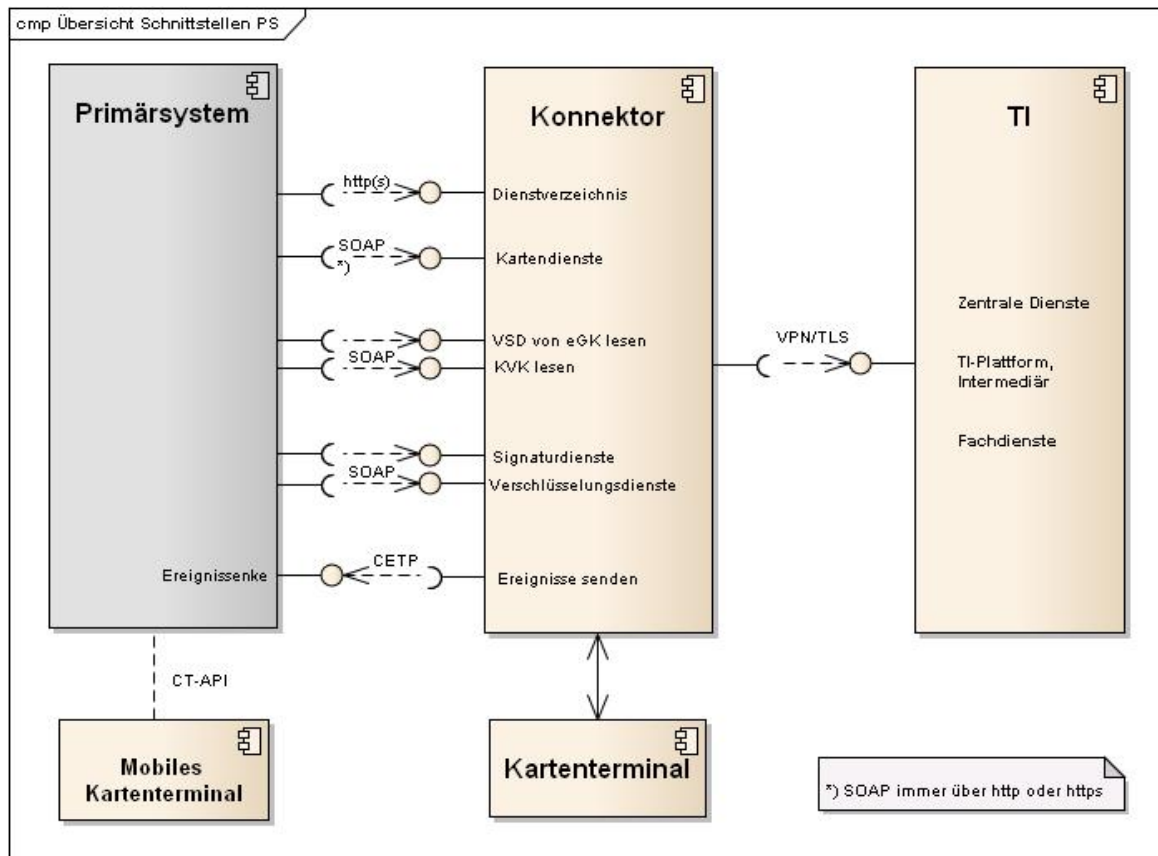 cmp Übersicht Schnittstellen PS
Primärsystem
Konnektor
TI
http(s)
Dienstverzeichnis
SOAP
*)
Kartendienste
Zentrale Dienste
VSD von eGK lesen
SOAP
KVK lesen
VPN/TLS
TI-Plattform,
Intermediär
Fachdienste
Signaturdienste
SOAP
Verschlüsselungsdienste
CETP
Ereignissenke
Ereignisse senden
CT-API
Mobiles
Kartenterminal
Kartenterminal
*) SOAP immer über http oder https